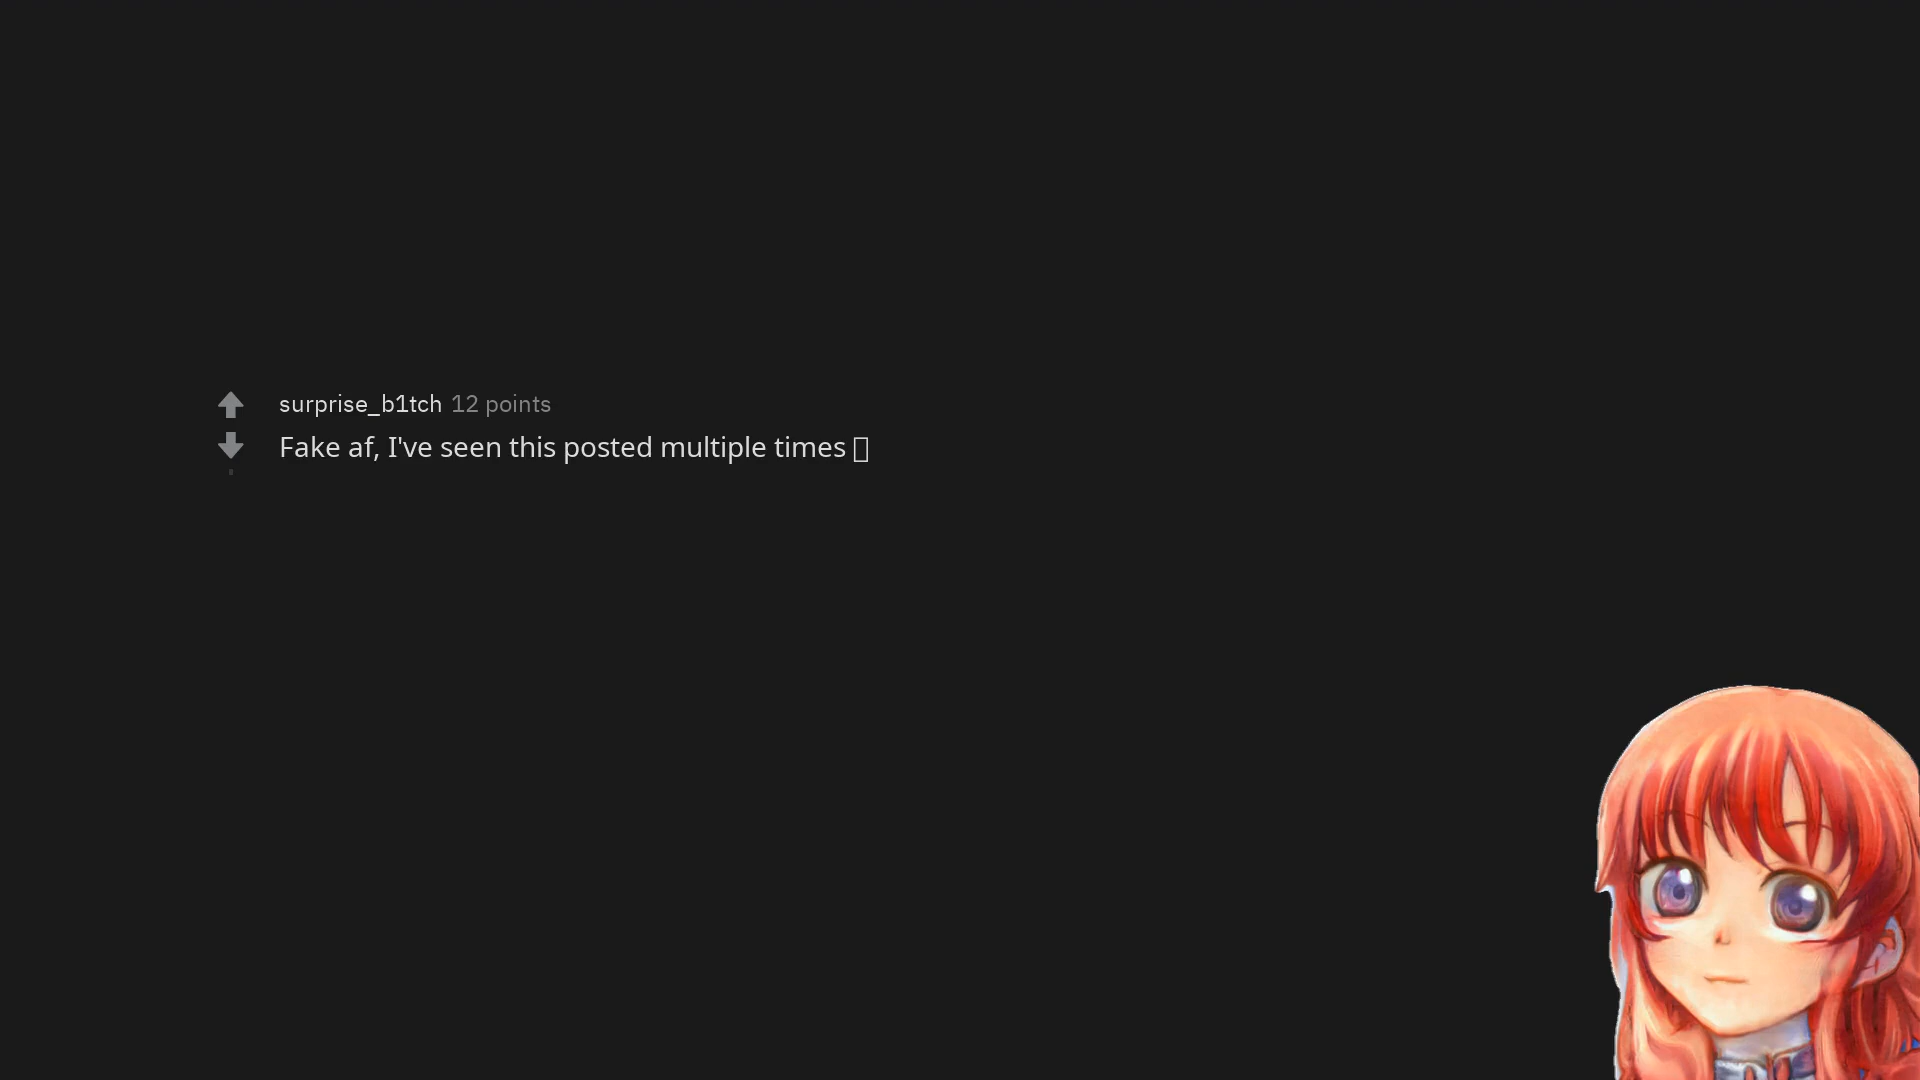 surprise_b1tch 12 points
Fake af, I've seen this posted multiple times